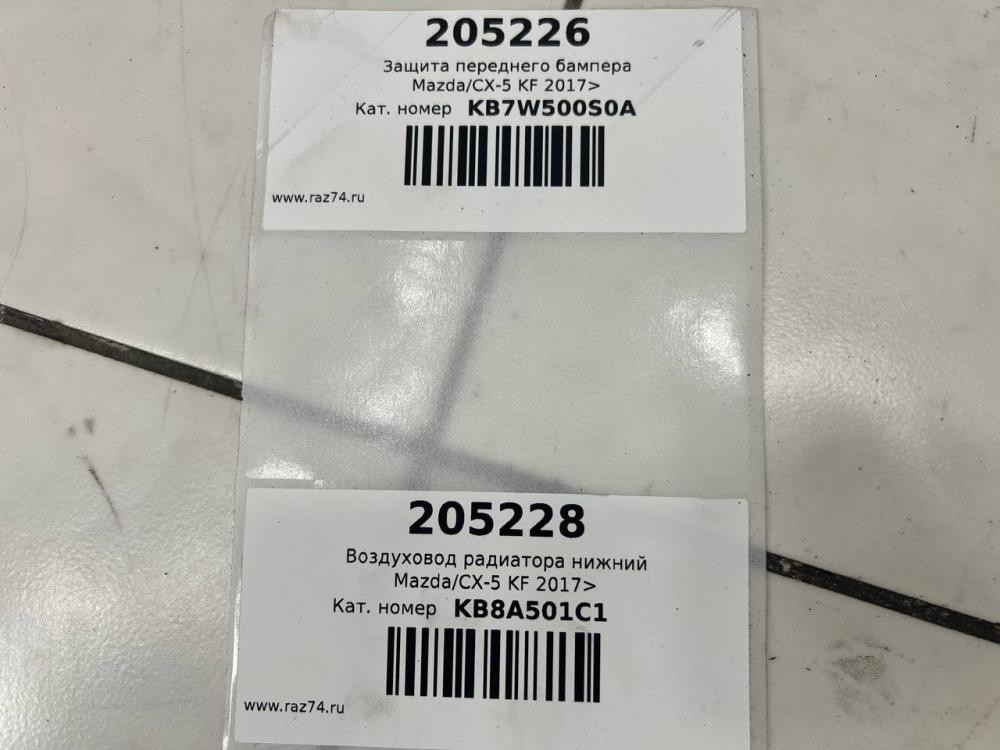 205226
Защита переднего бампера
Mazda/CX-5 KF 2017>
Кат. номер KB7W500S0A
www.raz74.ru
205228
Воздуховод радиатора нижний
Mazda/CX-5 KF 2017>
Кат. номер KB8A501C1
www.raz74.ru